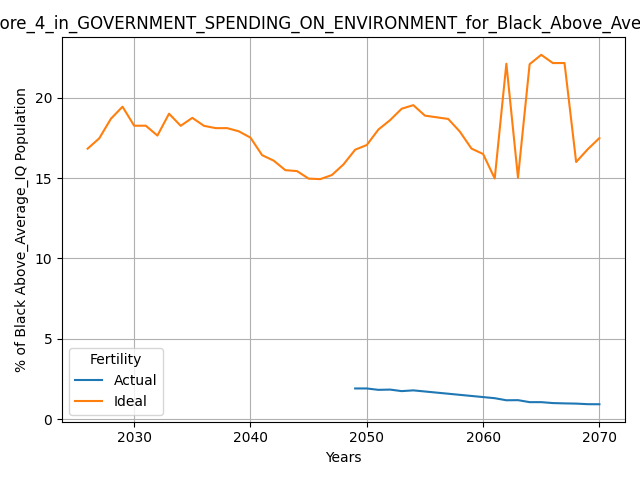 ore_4_in_GOVERNMENT_SPENDING_ON_ENVIRONMENT_for_Black_Above_Ave
% of Black Above_Average_IQ Population
20
15
10
5
0
Fertility
Actual
Ideal
2030 2040 2050 2060 2070
Years